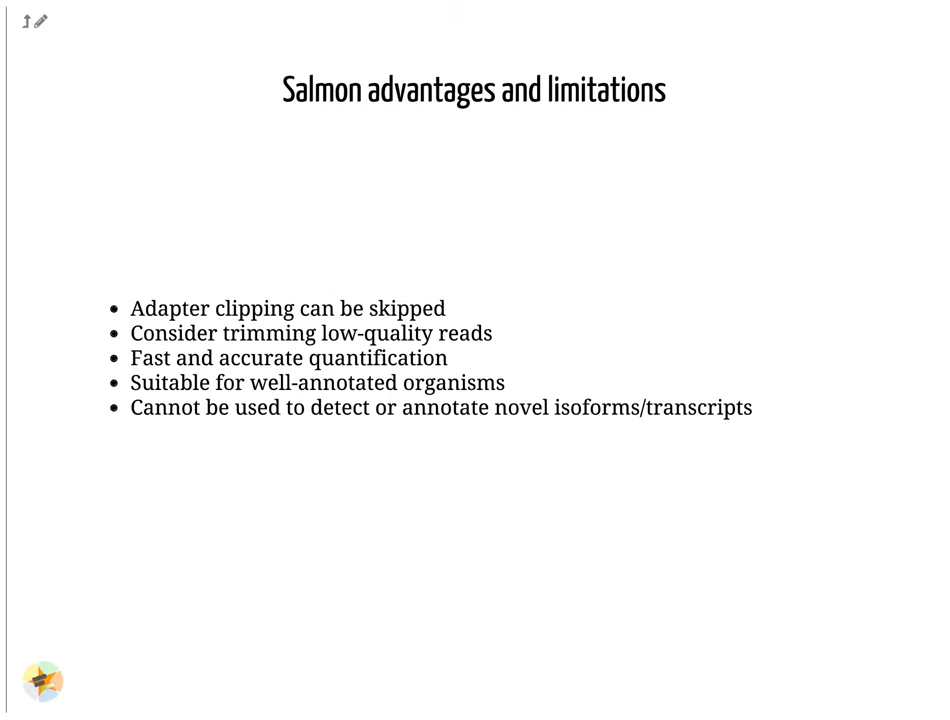 Salmon advantages and limitations
Adapter clipping can be skipped
Consider trimming low-quality reads
Fast and accurate quantification
Suitable for well-annotated organisms
Cannot be used to detect or annotate novel isoforms/transcripts